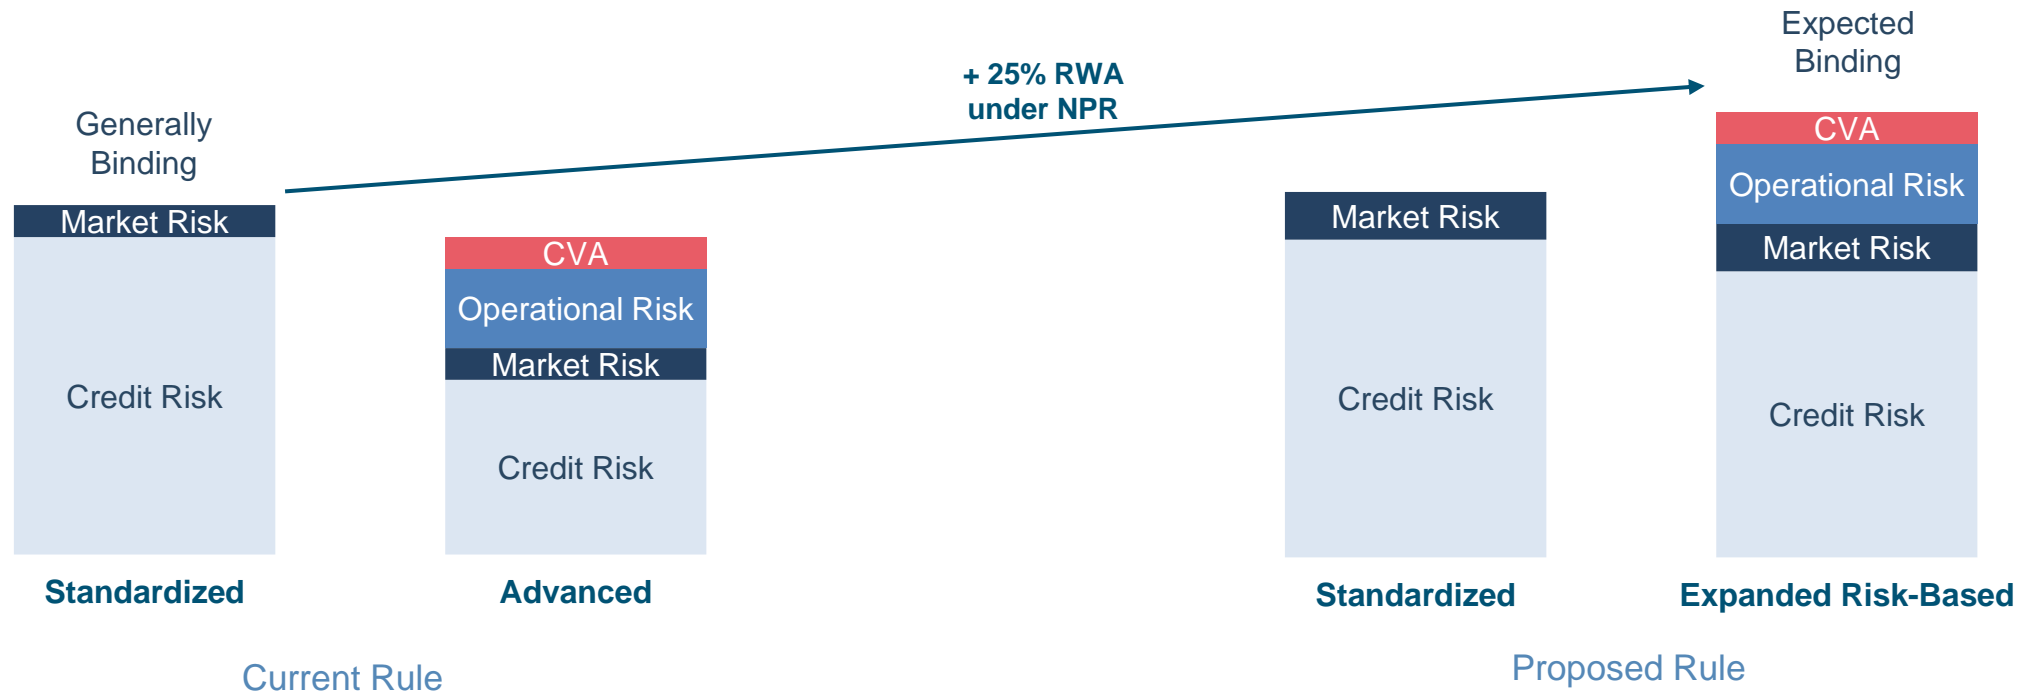 Generally
Binding
Market Risk
Credit Risk
Standardized
CVA
Operational Risk
Market Risk
Credit Risk
Advanced
Current Rule
+ 25% RWA
under NPR
Market Risk
Credit Risk
Standardized
Expected
Binding
CVA
Operational Risk
Market Risk
Credit Risk
Expanded Risk-Based
Proposed Rule